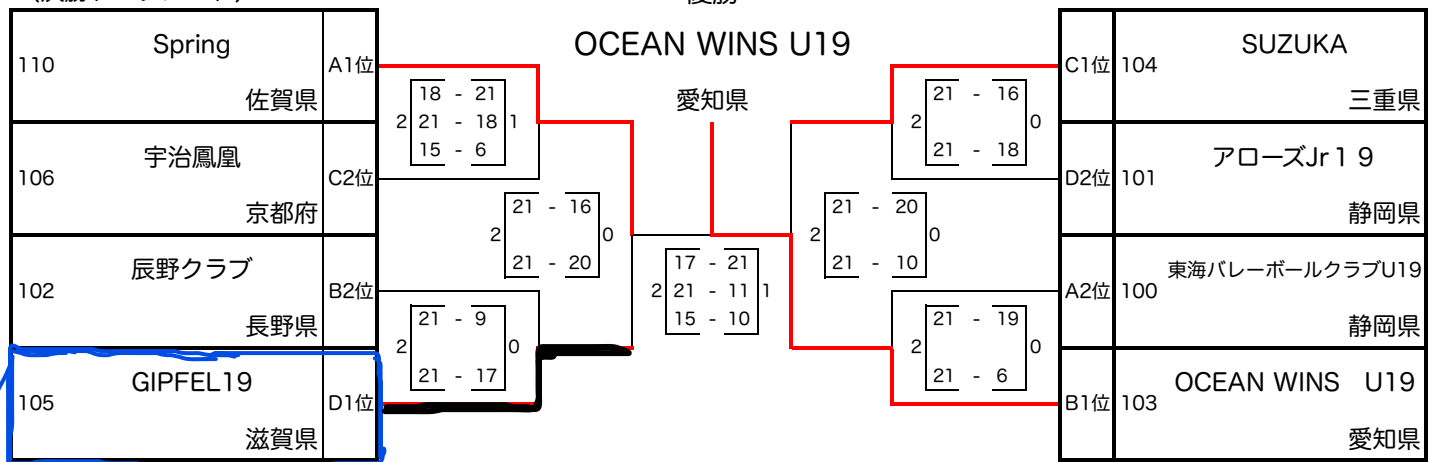 OCEAN WINS U19
愛知県
110 Spring A1位
佐賀県
106 宇治鳳凰 C2位
京都府
102 辰野クラブ B2位
長野県
105 GIPFEL19 D1位
滋賀県
18 - 21
2 21 - 18 1
15 - 6
21 - 16
2 0
21 - 20
21 - 9
2 0
21 - 17
17 - 21
2 21 - 11 1
15 - 10
21 - 16
2 0
21 - 18
21 - 20
2 0
21 - 10
21 - 19
2 0
21 - 6
C1位 104 SUZUKA
三重県
D2位 101 アローズJr１９
静岡県
A2位 100 東海バレーボールクラブU19
静岡県
B1位 103 OCEAN WINS　U19
愛知県